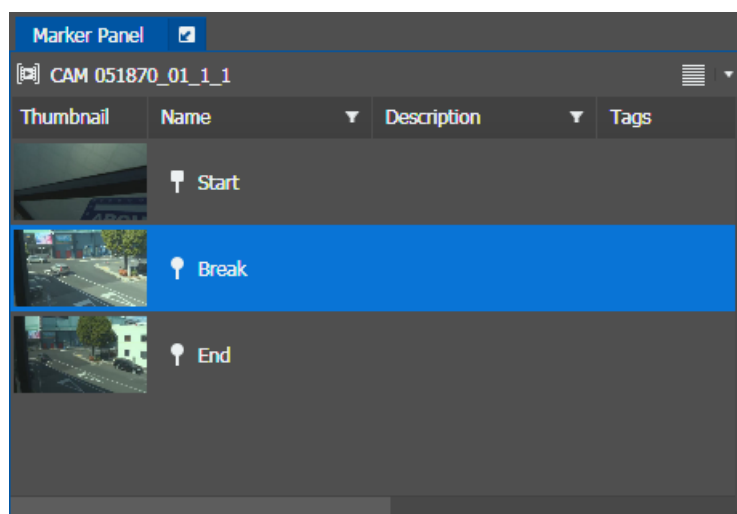 Marker Panel
CAM 051870_01_1_1
Thumbnail Name Description Tags
Start
Break
End